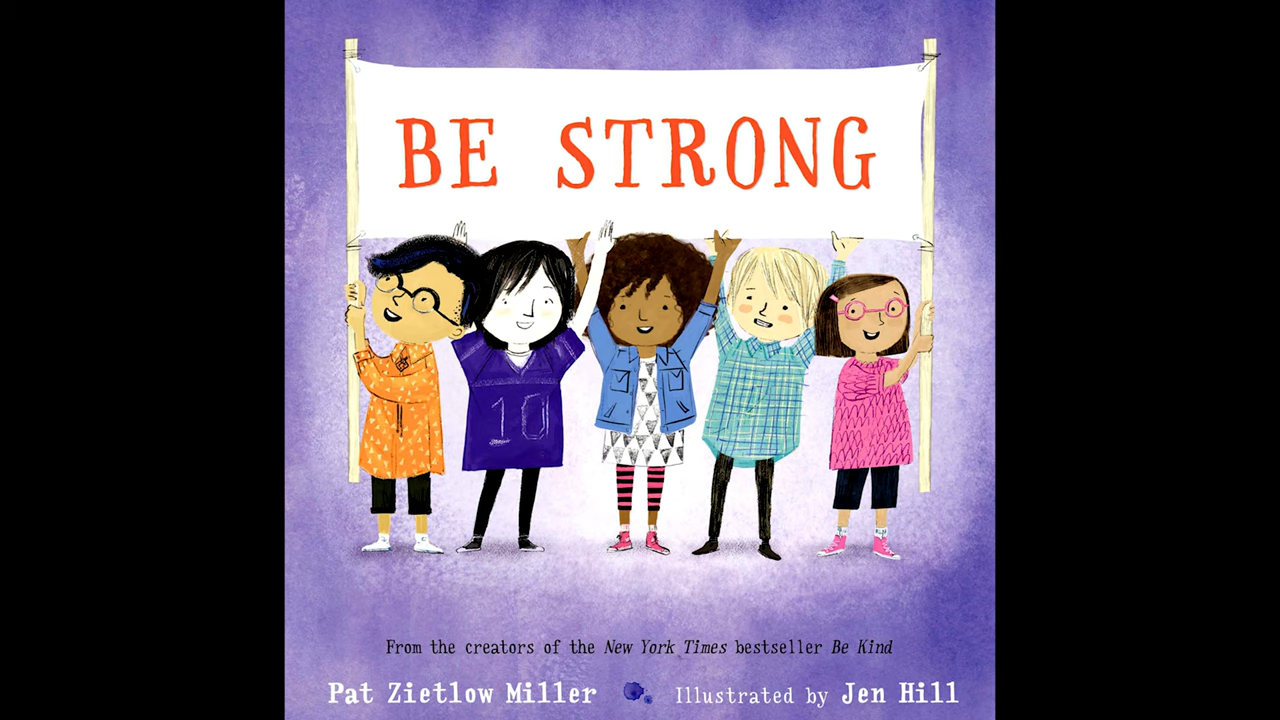 BE STRONG
10
From the creators of the New York Times bestseller Be Kind
Pat Zietlow Miller Illustrated by Jen Hill